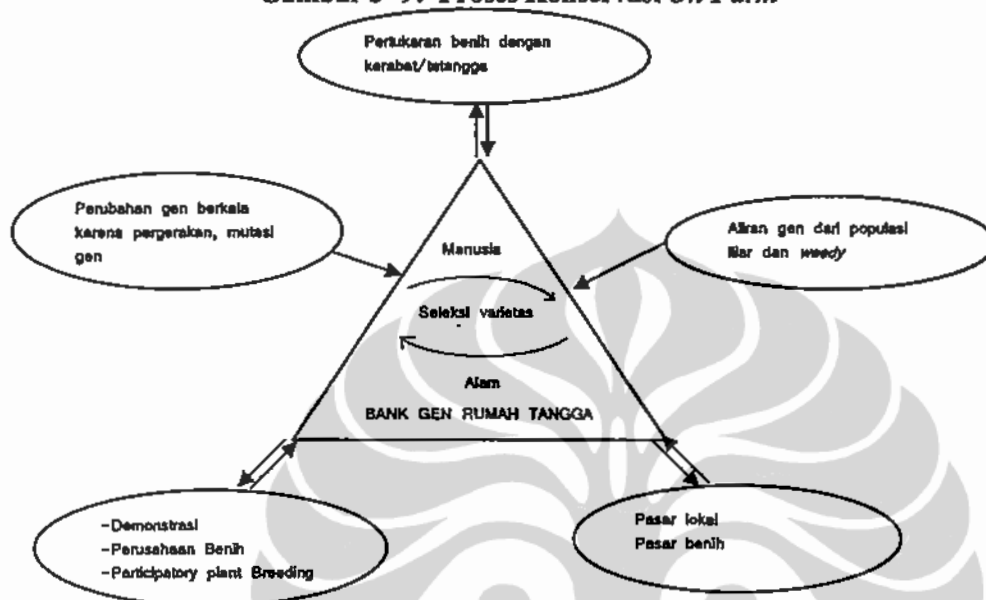 Pertukaran benih dengan
kerabat/tetangga
Perubahan gen berkala
karena pergerakan, mutasi
gen
Aliran gen dari populasi
liar dan weedy
Manusia
Seleksi varietas
Alam
BANK GEN RUMAH TANGGA
-Demonstrasi
-Perusahaan Benih
-Participatory plant Breeding
Pasar lokal
Pasar benih